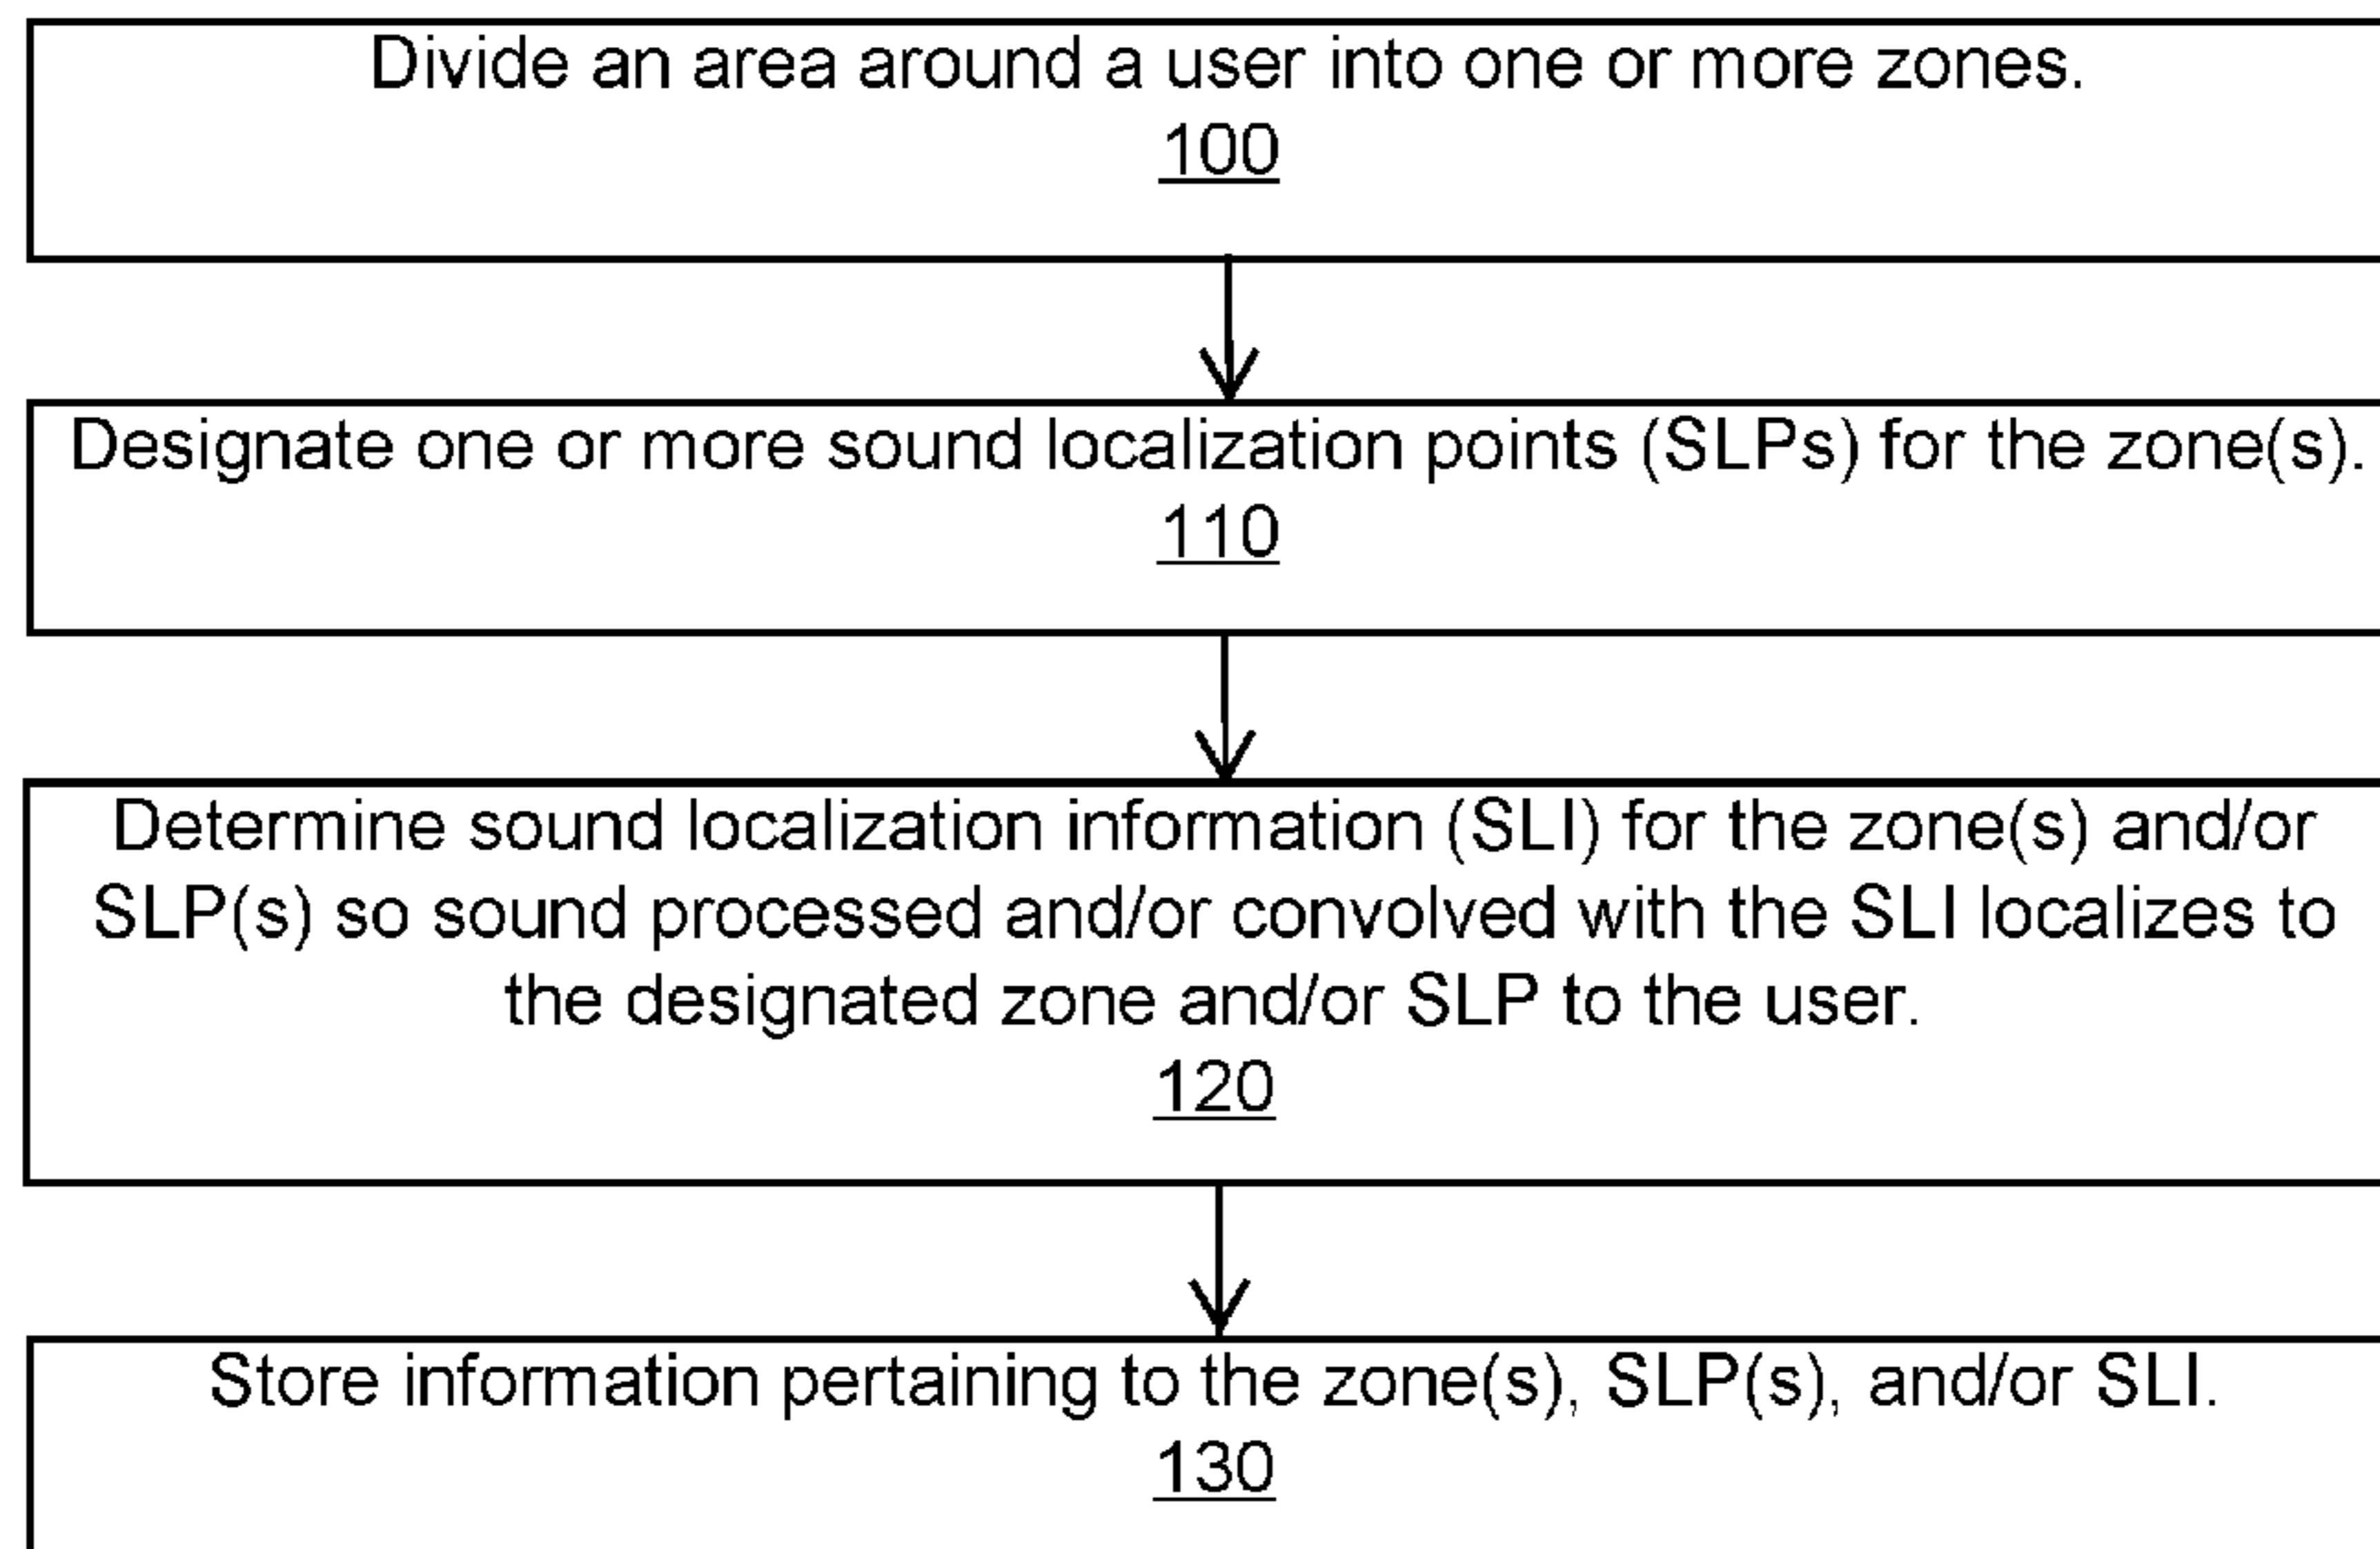 Divide an area around a user into one or more zones.
100
Designate one or more sound localization points (SLPs) for the zone(s).
110
Determine sound localization information (SLI) for the zone(s) and/or
SLP(s) so sound processed and/or convolved with the SLI localizes to
the designated zone and/or SLP to the user.
120
Store information pertaining to the zone(s), SLP(s), and/or SLI.
130